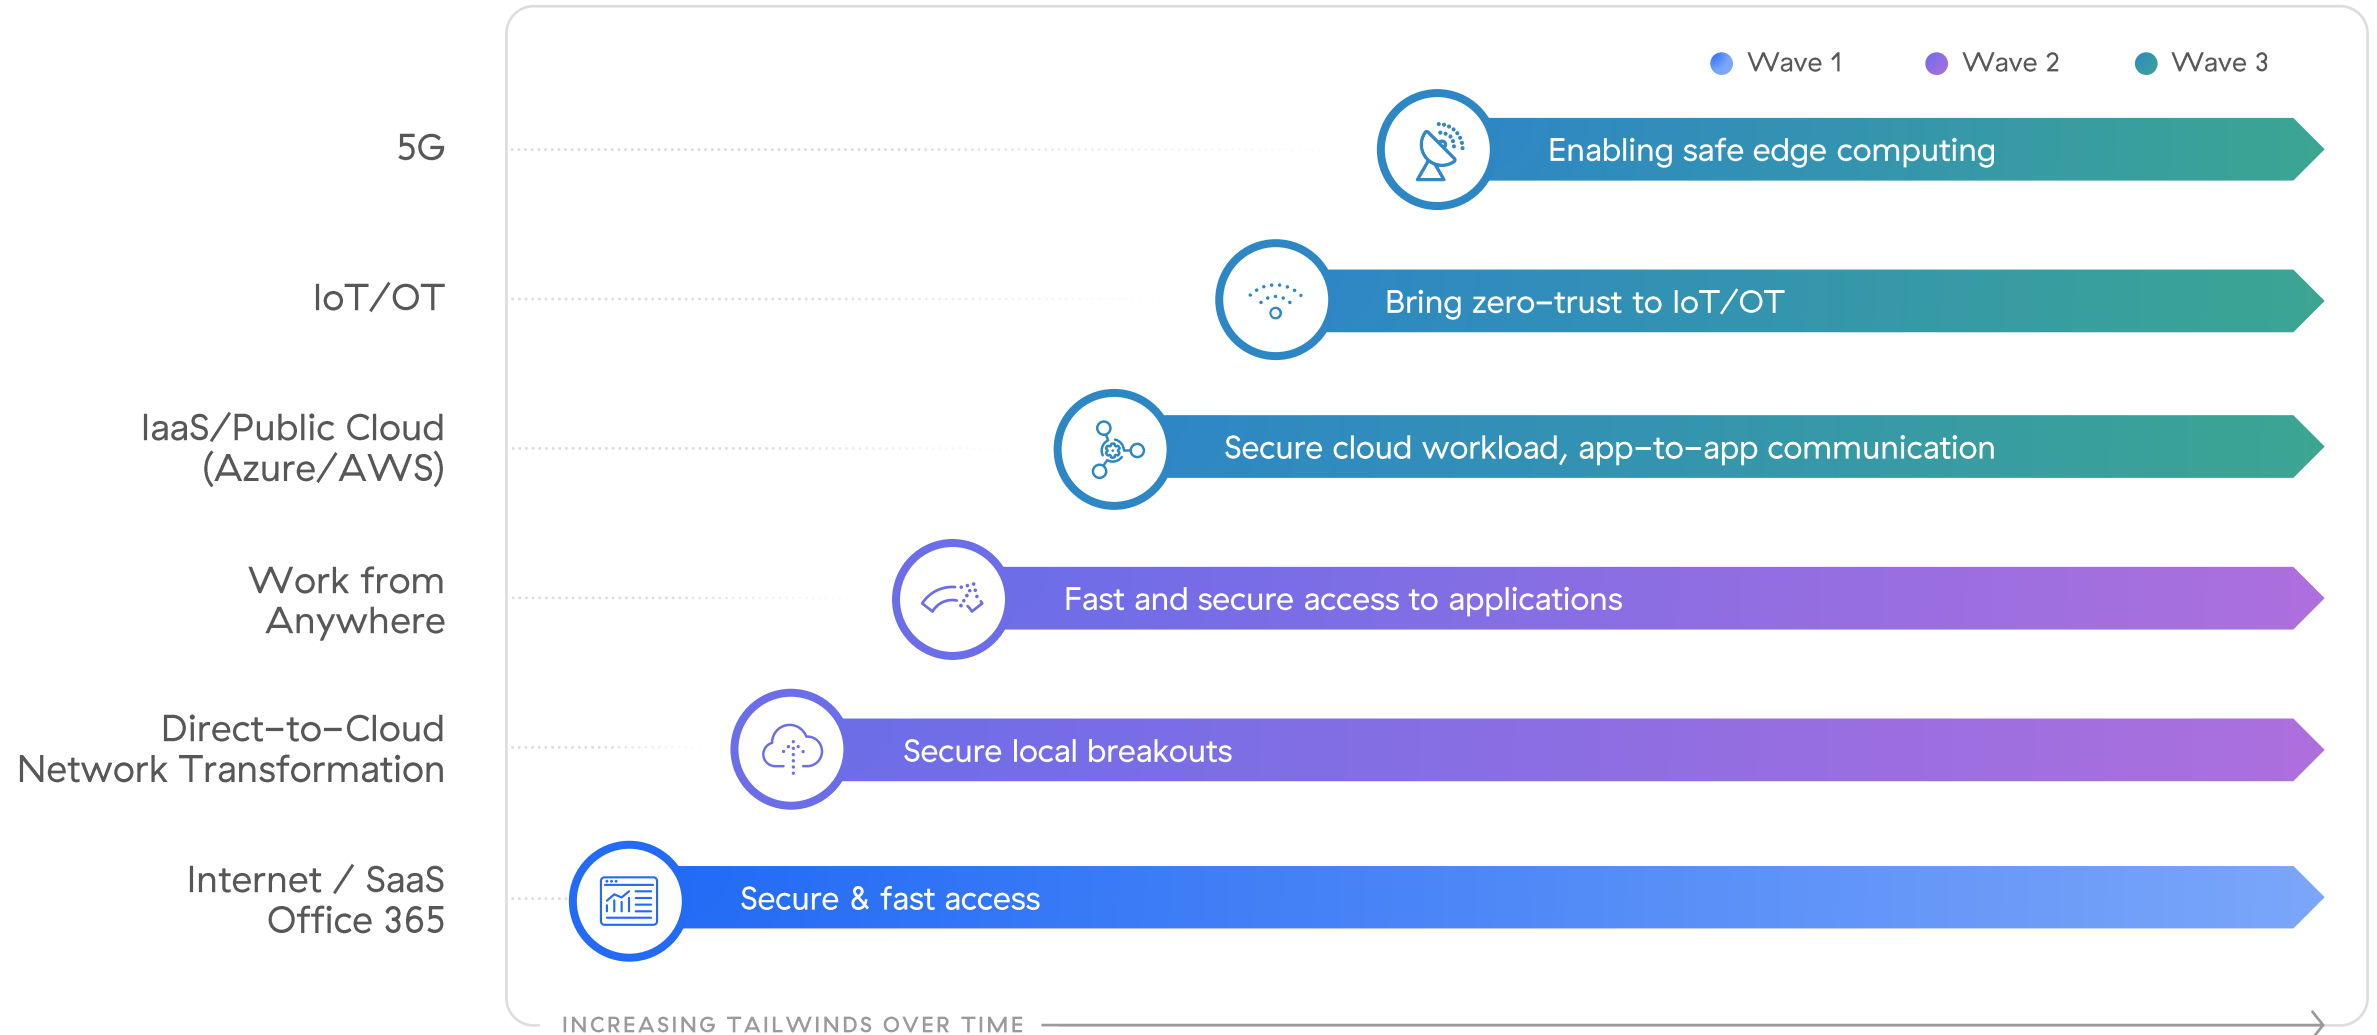 Wave 1
Wave 2
Wave 3
5G
Enabling safe edge computing
IoT/OT
Bring zero-trust to IoT/OT
IaaS/Public Cloud
(Azure/AWS)
Secure cloud workload, app-to-app communication
Work from
Anywhere
Fast and secure access to applications
Direct-to-Cloud
Network Transformation
Secure local breakouts
Internet / SaaS
Office 365
Secure & fast access
INCREASING TAILWINDS OVER TIME